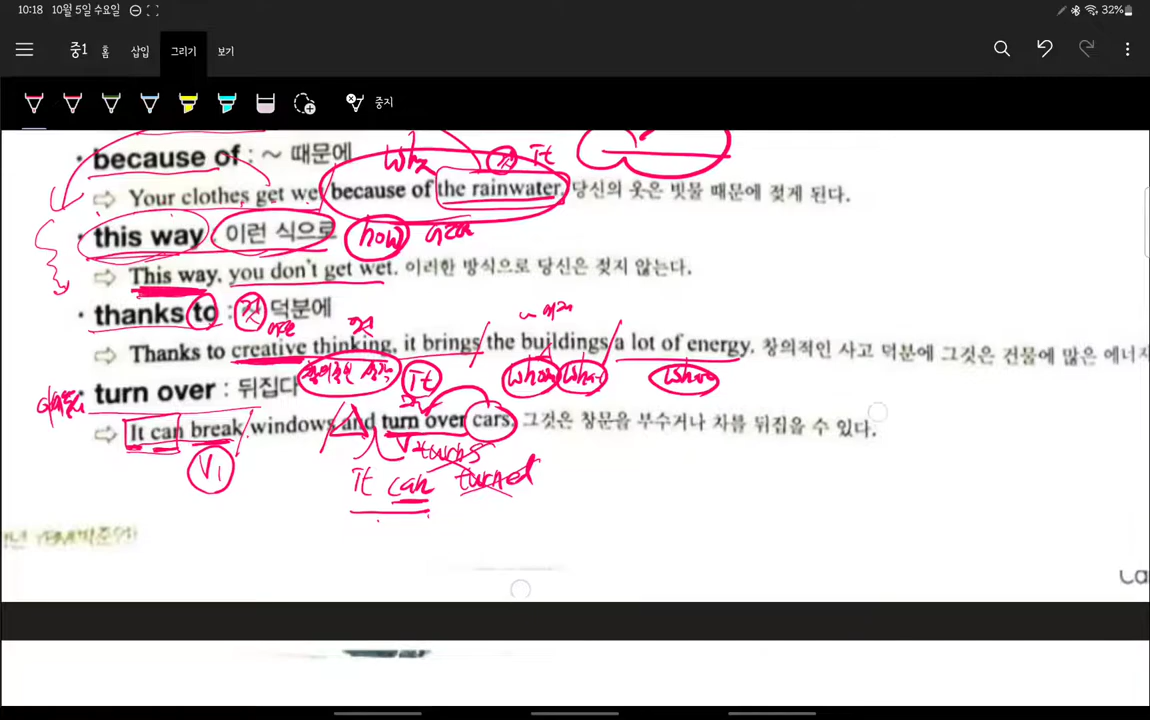 10:18 10월 5일 수요일 32%
중1 홈 삽입 그리기 보기
중지
· because of : ~ 때문에
why 것 It
⇨ Your clothes get we because of the rainwater. 당신의 옷은 빗물 때문에 젖게 된다.
· this way : 이런 식으로 how
⇨ This way, you don't get wet. 이러한 방식으로 당신은 젖지 않는다.
· thanks to : 것 덕분에
것
⇨ Thanks to creative thinking, it brings the buildings a lot of energy. 창의적인 사고 덕분에 그것은 건물에 많은 에너지
창의적인 생각 It
· turn over : 뒤집다
⇨ It can break windows and turn over cars. 그것은 창문을 부수거나 차를 뒤집을 수 있다.
V1 turns
It can turned